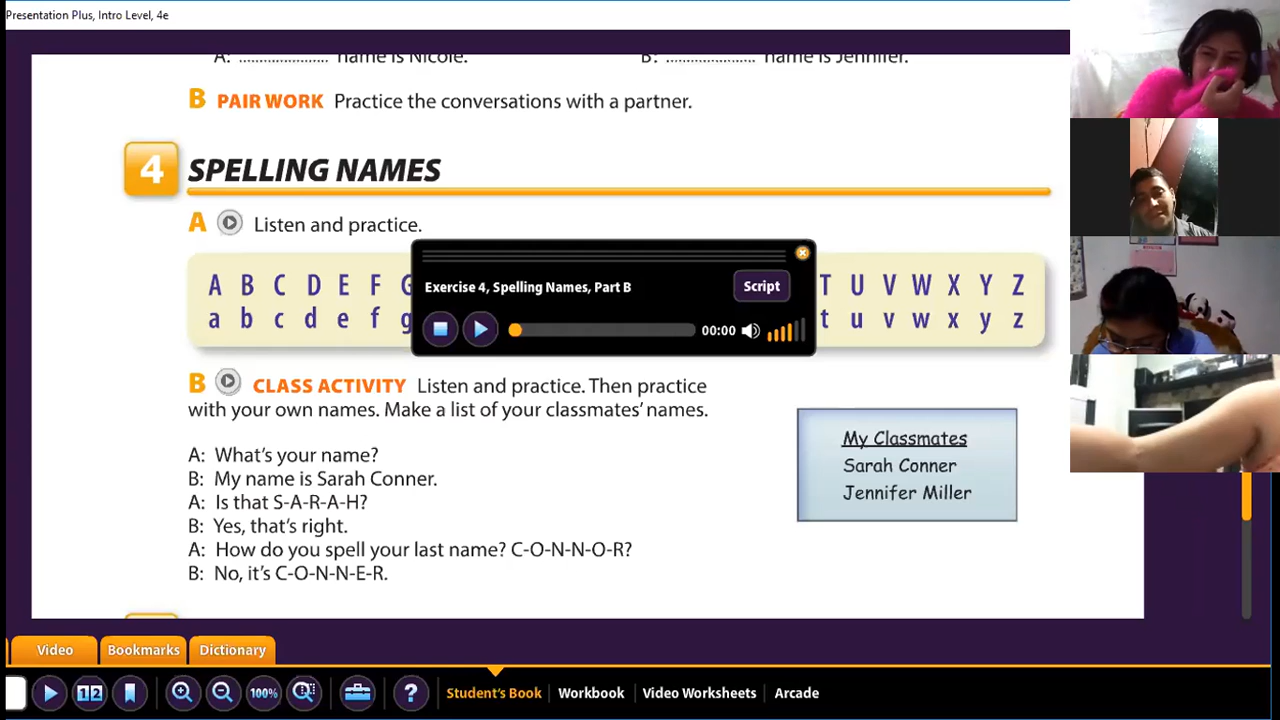 Presentation Plus, Intro Level, 4e
A: ..................... name is Nicole.
B: ..................... name is Jennifer.
B PAIR WORK Practice the conversations with a partner.
4 SPELLING NAMES
A Listen and practice.
A B C D E F G T U V W X Y Z
a b c d e f g t u v w x y z
Exercise 4, Spelling Names, Part B
Script
00:00
B CLASS ACTIVITY Listen and practice. Then practice
with your own names. Make a list of your classmates' names.
A: What's your name?
B: My name is Sarah Conner.
A: Is that S-A-R-A-H?
B: Yes, that's right.
A: How do you spell your last name? C-O-N-N-O-R?
B: No, it's C-O-N-N-E-R.
My Classmates
Sarah Conner
Jennifer Miller
Video Bookmarks Dictionary
12 100% ? Student's Book Workbook Video Worksheets Arcade